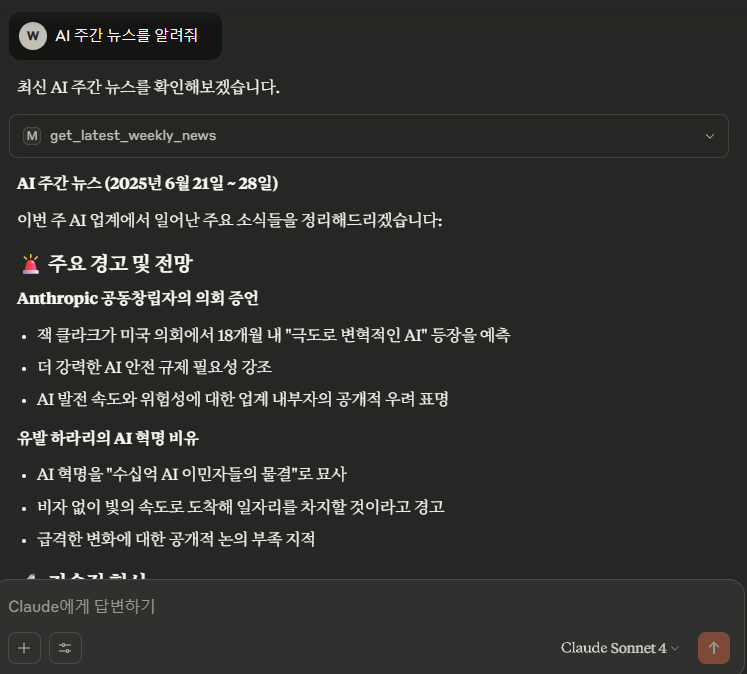 W AI 주간 뉴스를 알려줘
최신 AI 주간 뉴스를 확인해보겠습니다.
M get_latest_weekly_news
AI 주간 뉴스 (2025년 6월 21일 ~ 28일)
이번 주 AI 업계에서 일어난 주요 소식들을 정리해드리겠습니다:
🚨 주요 경고 및 전망
Anthropic 공동창립자의 의회 증언
• 잭 클라크가 미국 의회에서 18개월 내 "극도로 변혁적인 AI" 등장을 예측
• 더 강력한 AI 안전 규제 필요성 강조
• AI 발전 속도와 위험성에 대한 업계 내부자의 공개적 우려 표명
유발 하라리의 AI 혁명 비유
• AI 혁명을 "수십억 AI 이민자들의 물결"로 묘사
• 비자 없이 빛의 속도로 도착해 일자리를 차지할 것이라고 경고
• 급격한 변화에 대한 공개적 논의 부족 지적
Claude에게 답변하기
Claude Sonnet 4